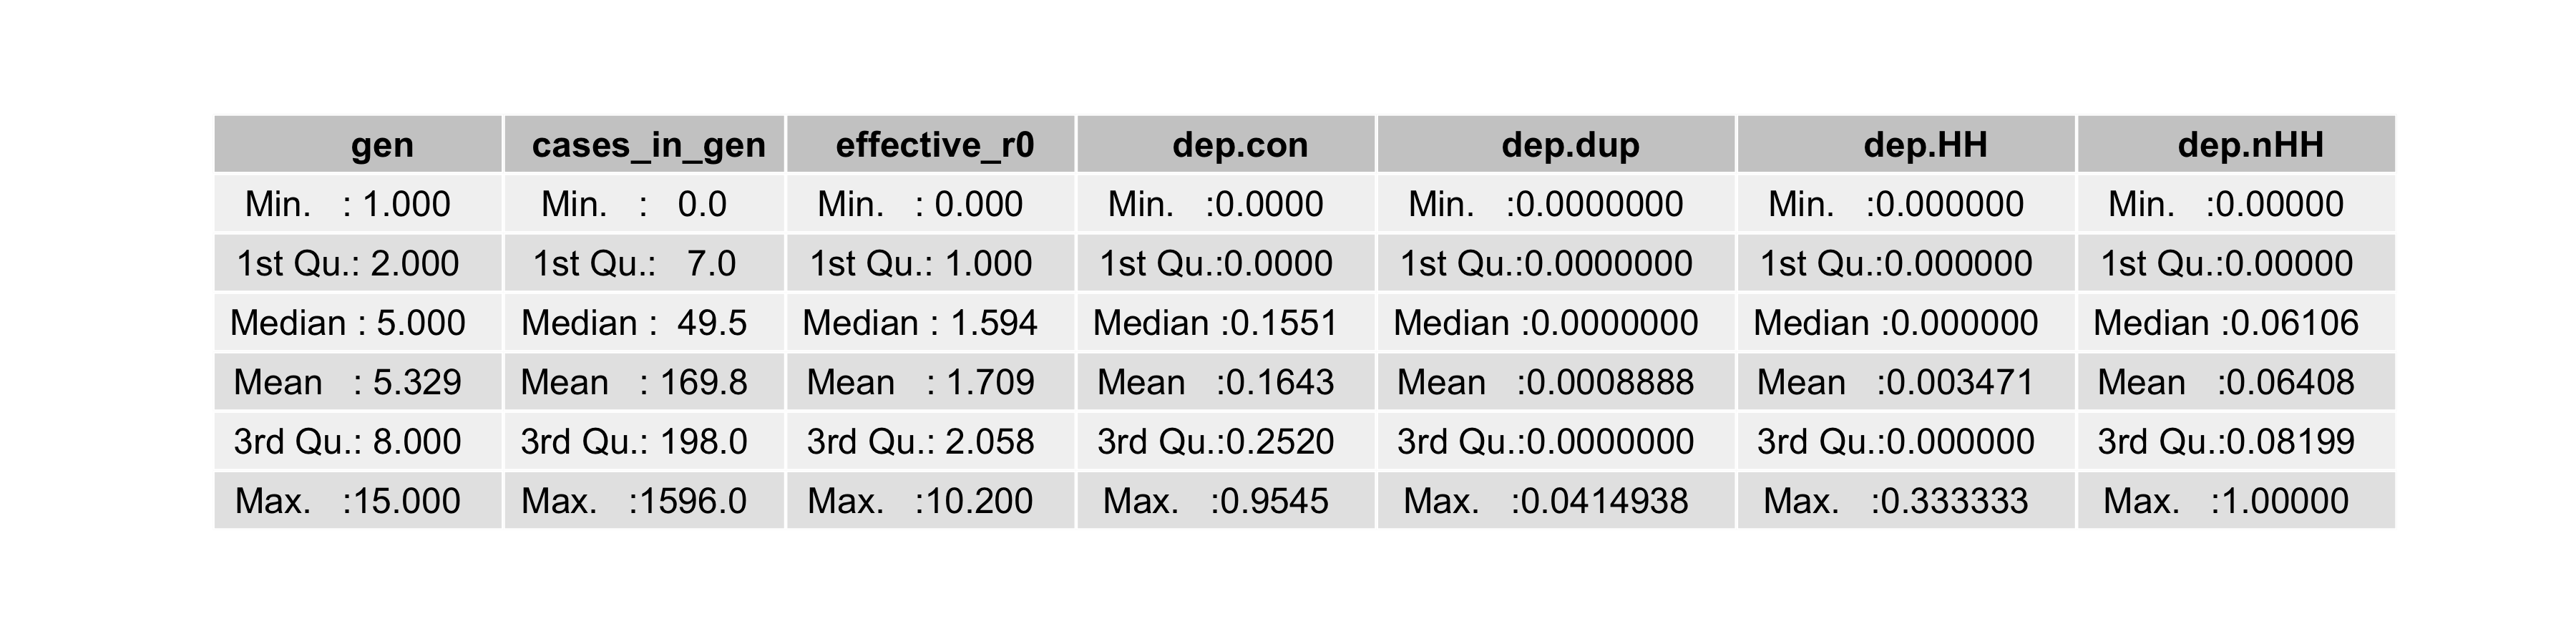 gen cases_in_gen effective_r0 dep.con dep.dup dep.HH dep.nHH
Min. : 1.000 Min. : 0.0 Min. : 0.000 Min. :0.0000 Min. :0.0000000 Min. :0.000000 Min. :0.00000
1st Qu.: 2.000 1st Qu.: 7.0 1st Qu.: 1.000 1st Qu.:0.0000 1st Qu.:0.0000000 1st Qu.:0.000000 1st Qu.:0.00000
Median : 5.000 Median : 49.5 Median : 1.594 Median :0.1551 Median :0.0000000 Median :0.000000 Median :0.06106
Mean : 5.329 Mean : 169.8 Mean : 1.709 Mean :0.1643 Mean :0.0008888 Mean :0.003471 Mean :0.06408
3rd Qu.: 8.000 3rd Qu.: 198.0 3rd Qu.: 2.058 3rd Qu.:0.2520 3rd Qu.:0.0000000 3rd Qu.:0.000000 3rd Qu.:0.08199
Max. :15.000 Max. :1596.0 Max. :10.200 Max. :0.9545 Max. :0.0414938 Max. :0.333333 Max. :1.00000